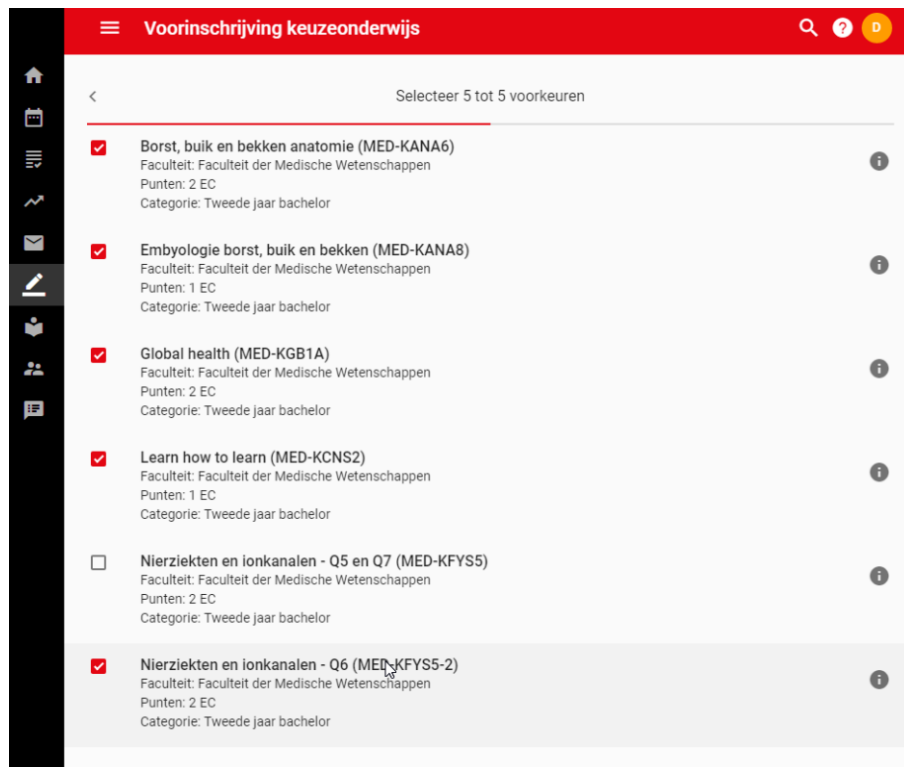 Voorinschrijving keuzeonderwijs
?
D
Selecteer 5 tot 5 voorkeuren
Borst, buik en bekken anatomie (MED-KANA6)
Faculteit: Faculteit der Medische Wetenschappen
Punten: 2 EC
Categorie: Tweede jaar bachelor
Embyologie borst, buik en bekken (MED-KANA8)
Faculteit: Faculteit der Medische Wetenschappen
Punten: 1 EC
Categorie: Tweede jaar bachelor
Global health (MED-KGB1A)
Faculteit: Faculteit der Medische Wetenschappen
Punten: 2 EC
Categorie: Tweede jaar bachelor
Learn how to learn (MED-KCNS2)
Faculteit: Faculteit der Medische Wetenschappen
Punten: 1 EC
Categorie: Tweede jaar bachelor
Nierziekten en ionkanalen - Q5 en Q7 (MED-KFYS5)
Faculteit: Faculteit der Medische Wetenschappen
Punten: 2 EC
Categorie: Tweede jaar bachelor
Nierziekten en ionkanalen - Q6 (MED-KFYS5-2)
Faculteit: Faculteit der Medische Wetenschappen
Punten: 2 EC
Categorie: Tweede jaar bachelor